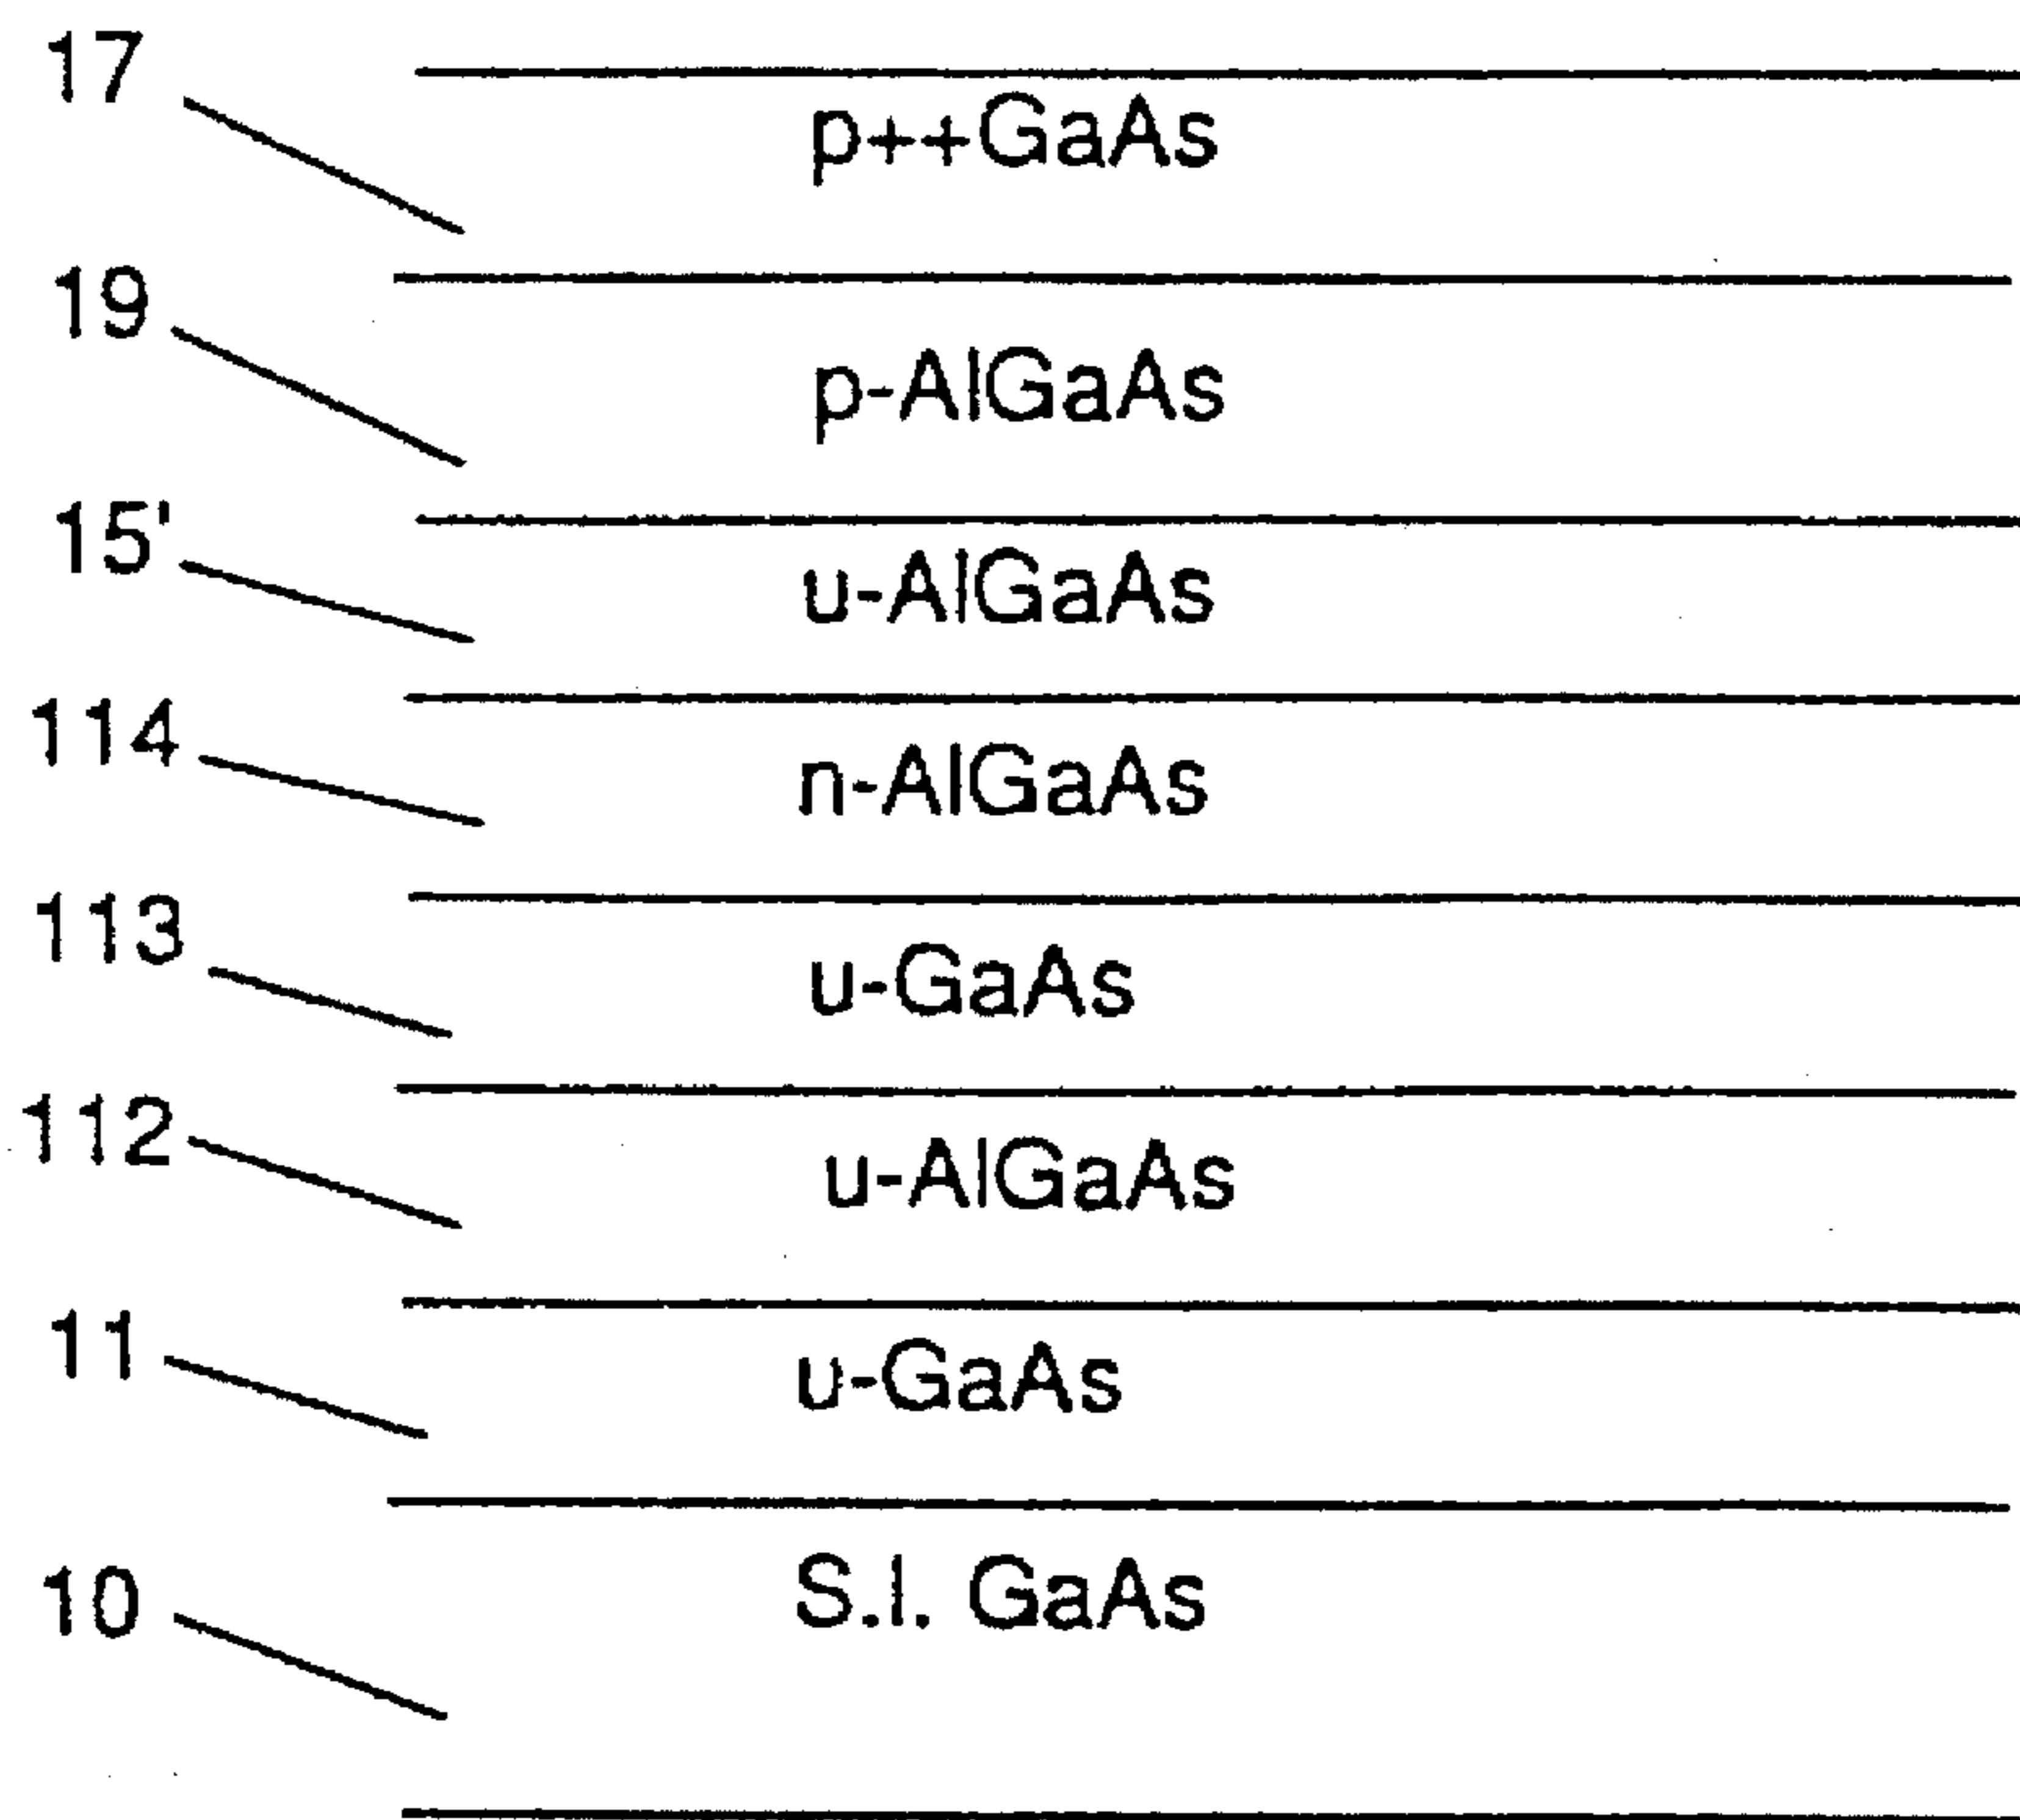 17
p++GaAs
19
p-AlGaAs
15'
u-AlGaAs
114
n-AlGaAs
113
u-GaAs
112
u-AlGaAs
11
u-GaAs
10
S.I. GaAs